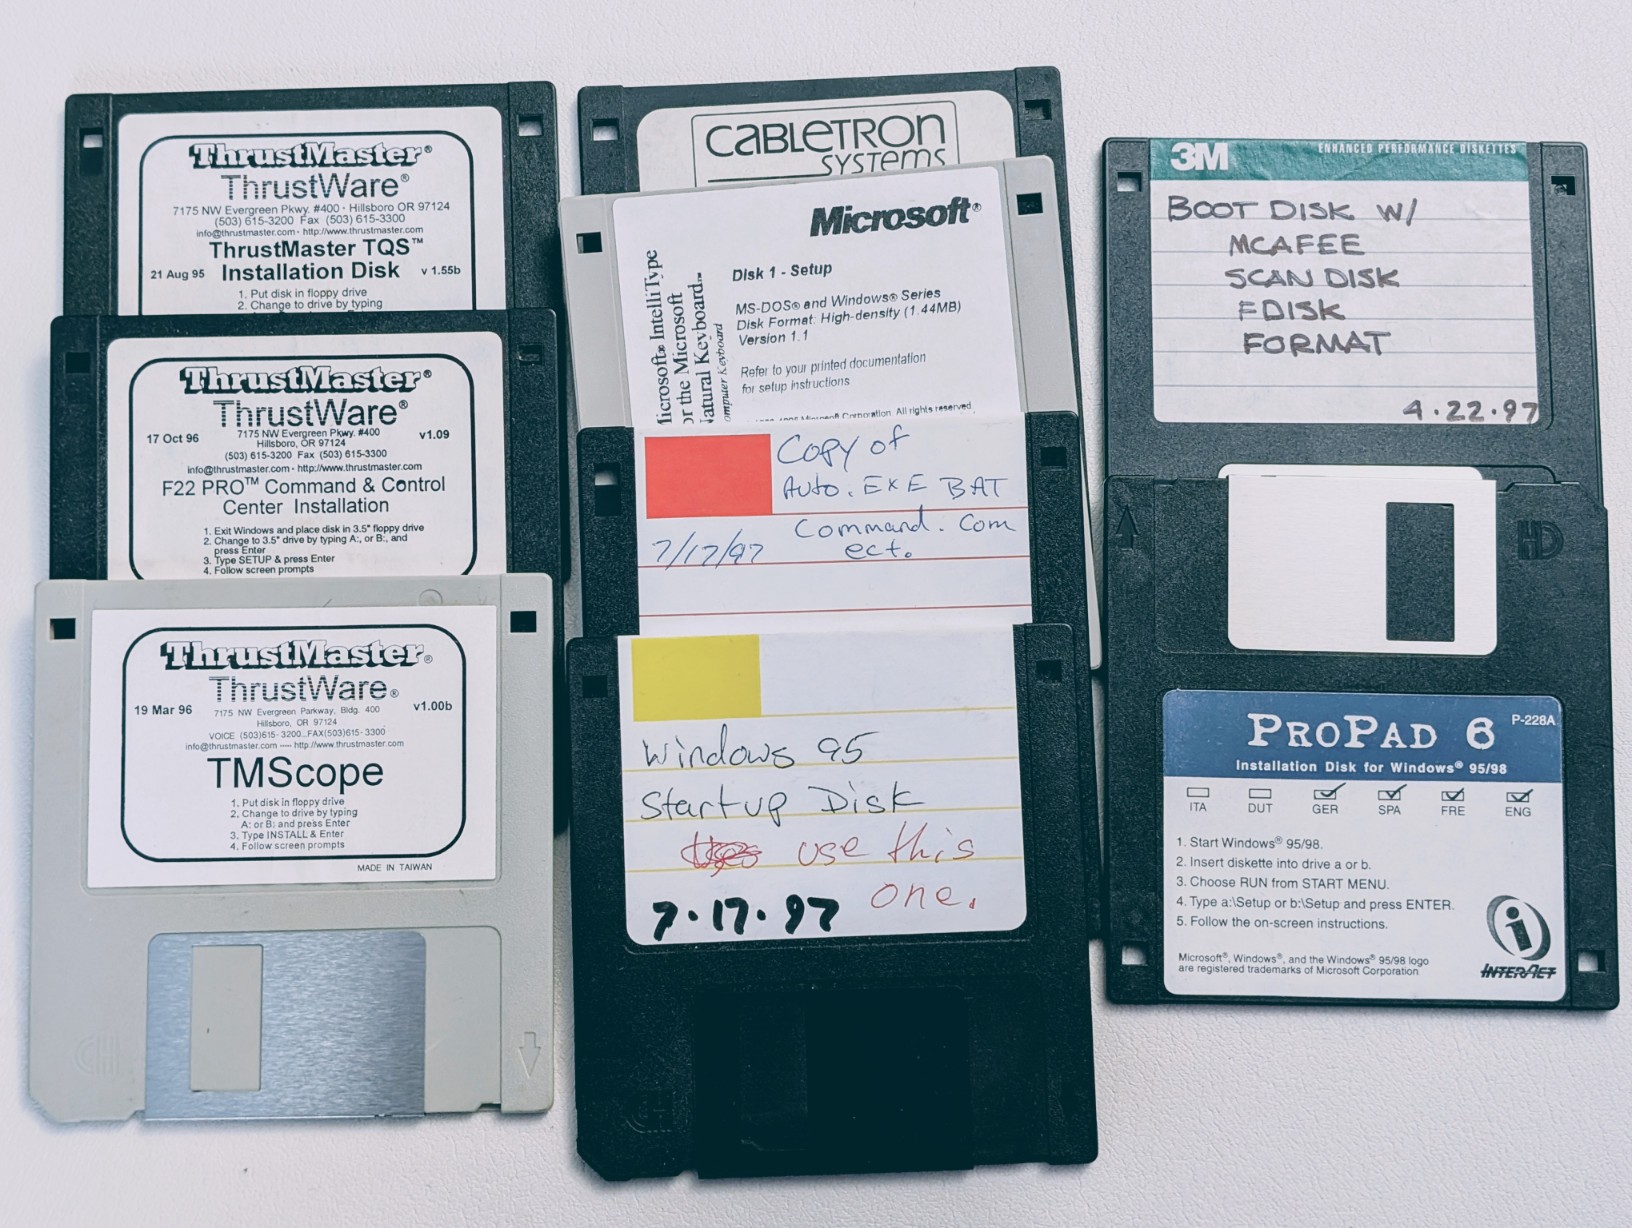 ThrustMaster®
ThrustWare®
7175 NW Evergreen Pkwy. #400 · Hillsboro OR 97124
(503) 615-3200 Fax (503) 615-3300
info@thrustmaster.com · http://www.thrustmaster.com
ThrustMaster TQS™
21 Aug 95 Installation Disk v 1.55b
1. Put disk in floppy drive
2. Change to drive by typing
ThrustMaster®
ThrustWare®
17 Oct 96 7175 NW Evergreen Pkwy. #400 v1.09
Hillsboro, OR 97124
(503) 615-3200 Fax (503) 615-3300
info@thrustmaster.com · http://www.thrustmaster.com
F22 PRO™ Command & Control
Center Installation
1. Exit Windows and place disk in 3.5" floppy drive
2. Change to 3.5" drive by typing A:, or B:, and
press Enter
3. Type SETUP & press Enter
4. Follow screen prompts
ThrustMaster®
ThrustWare®
19 Mar 96 7175 NW Evergreen Parkway, Bldg. 400 v1.00b
Hillsboro, OR 97124
VOICE (503)615-3200...FAX(503)615-3300
info@thrustmaster.com ---- http://www.thrustmaster.com
TMScope
1. Put disk in floppy drive
2. Change to drive by typing
A: or B: and press Enter
3. Type INSTALL & Enter
4. Follow screen prompts
MADE IN TAIWAN
CABLETRON
SYSTEMS
Microsoft®
Microsoft® IntelliType
for the Microsoft
Natural Keyboard™
Computer Keyboard
Disk 1 - Setup
MS-DOS® and Windows® Series
Disk Format: High-density (1.44MB)
Version 1.1
Refer to your printed documentation
for setup instructions.
Microsoft Corporation. All rights reserved.
Copy of
Auto.EXE BAT
Command.Com
7/17/97 ect.
Windows 95
Startup Disk
use this
one.
7.17.97
3M ENHANCED PERFORMANCE DISKETTES
BOOT DISK W/
MCAFEE
SCAN DISK
FDISK
FORMAT
4.22.97
HD
PROPAD 6 P-228A
Installation Disk for Windows® 95/98
ITA DUT GER SPA FRE ENG
1. Start Windows® 95/98.
2. Insert diskette into drive a or b.
3. Choose RUN from START MENU.
4. Type a:\Setup or b:\Setup and press ENTER.
5. Follow the on-screen instructions.
Microsoft®, Windows®, and the Windows® 95/98 logo
are registered trademarks of Microsoft Corporation
INTERACT